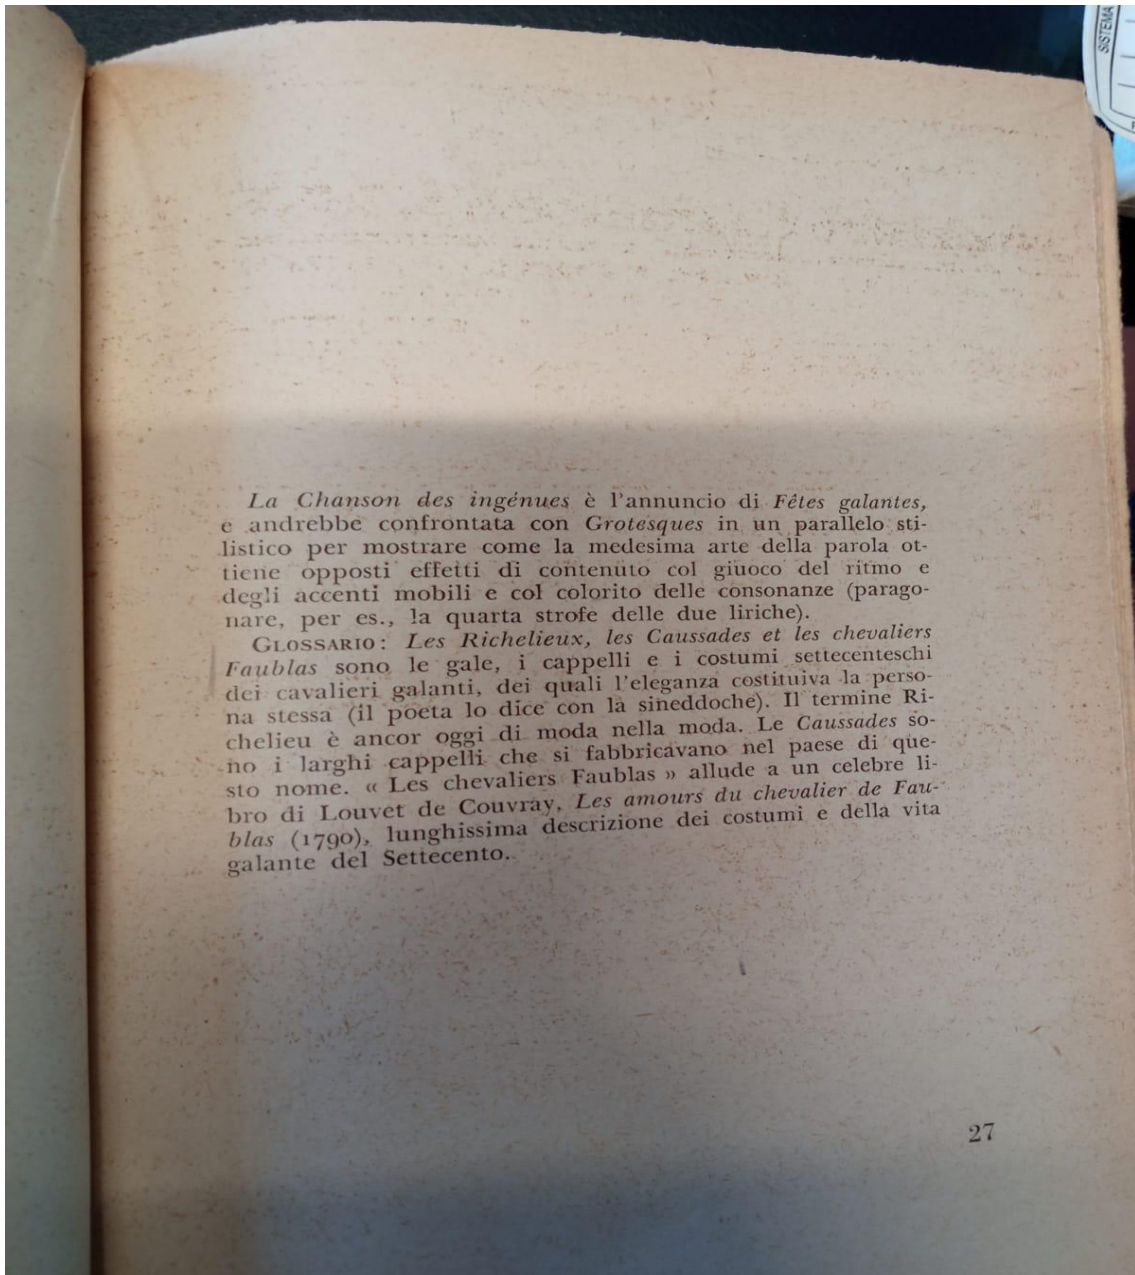 SISTEMA
La Chanson des ingénues è l'annuncio di Fêtes galantes,
e andrebbe confrontata con Grotesques in un parallelo sti-
listico per mostrare come la medesima arte della parola ot-
tiene opposti effetti di contenuto col giuoco del ritmo e
degli accenti mobili e col colorito delle consonanze (parago-
nare, per es., la quarta strofe delle due liriche).
GLOSSARIO: Les Richelieux, les Caussades et les chevaliers
Faublas sono le gale, i cappelli e i costumi settecenteschi
dei cavalieri galanti, dei quali l'eleganza costituiva la perso-
na stessa (il poeta lo dice con la sineddoche). Il termine Ri-
chelieu è ancor oggi di moda nella moda. Le Caussades so-
no i larghi cappelli che si fabbricavano nel paese di que-
sto nome. « Les chevaliers Faublas » allude a un celebre li-
bro di Louvet de Couvray, Les amours du chevalier de Fau-
blas (1790), lunghissima descrizione dei costumi e della vita
galante del Settecento.
27